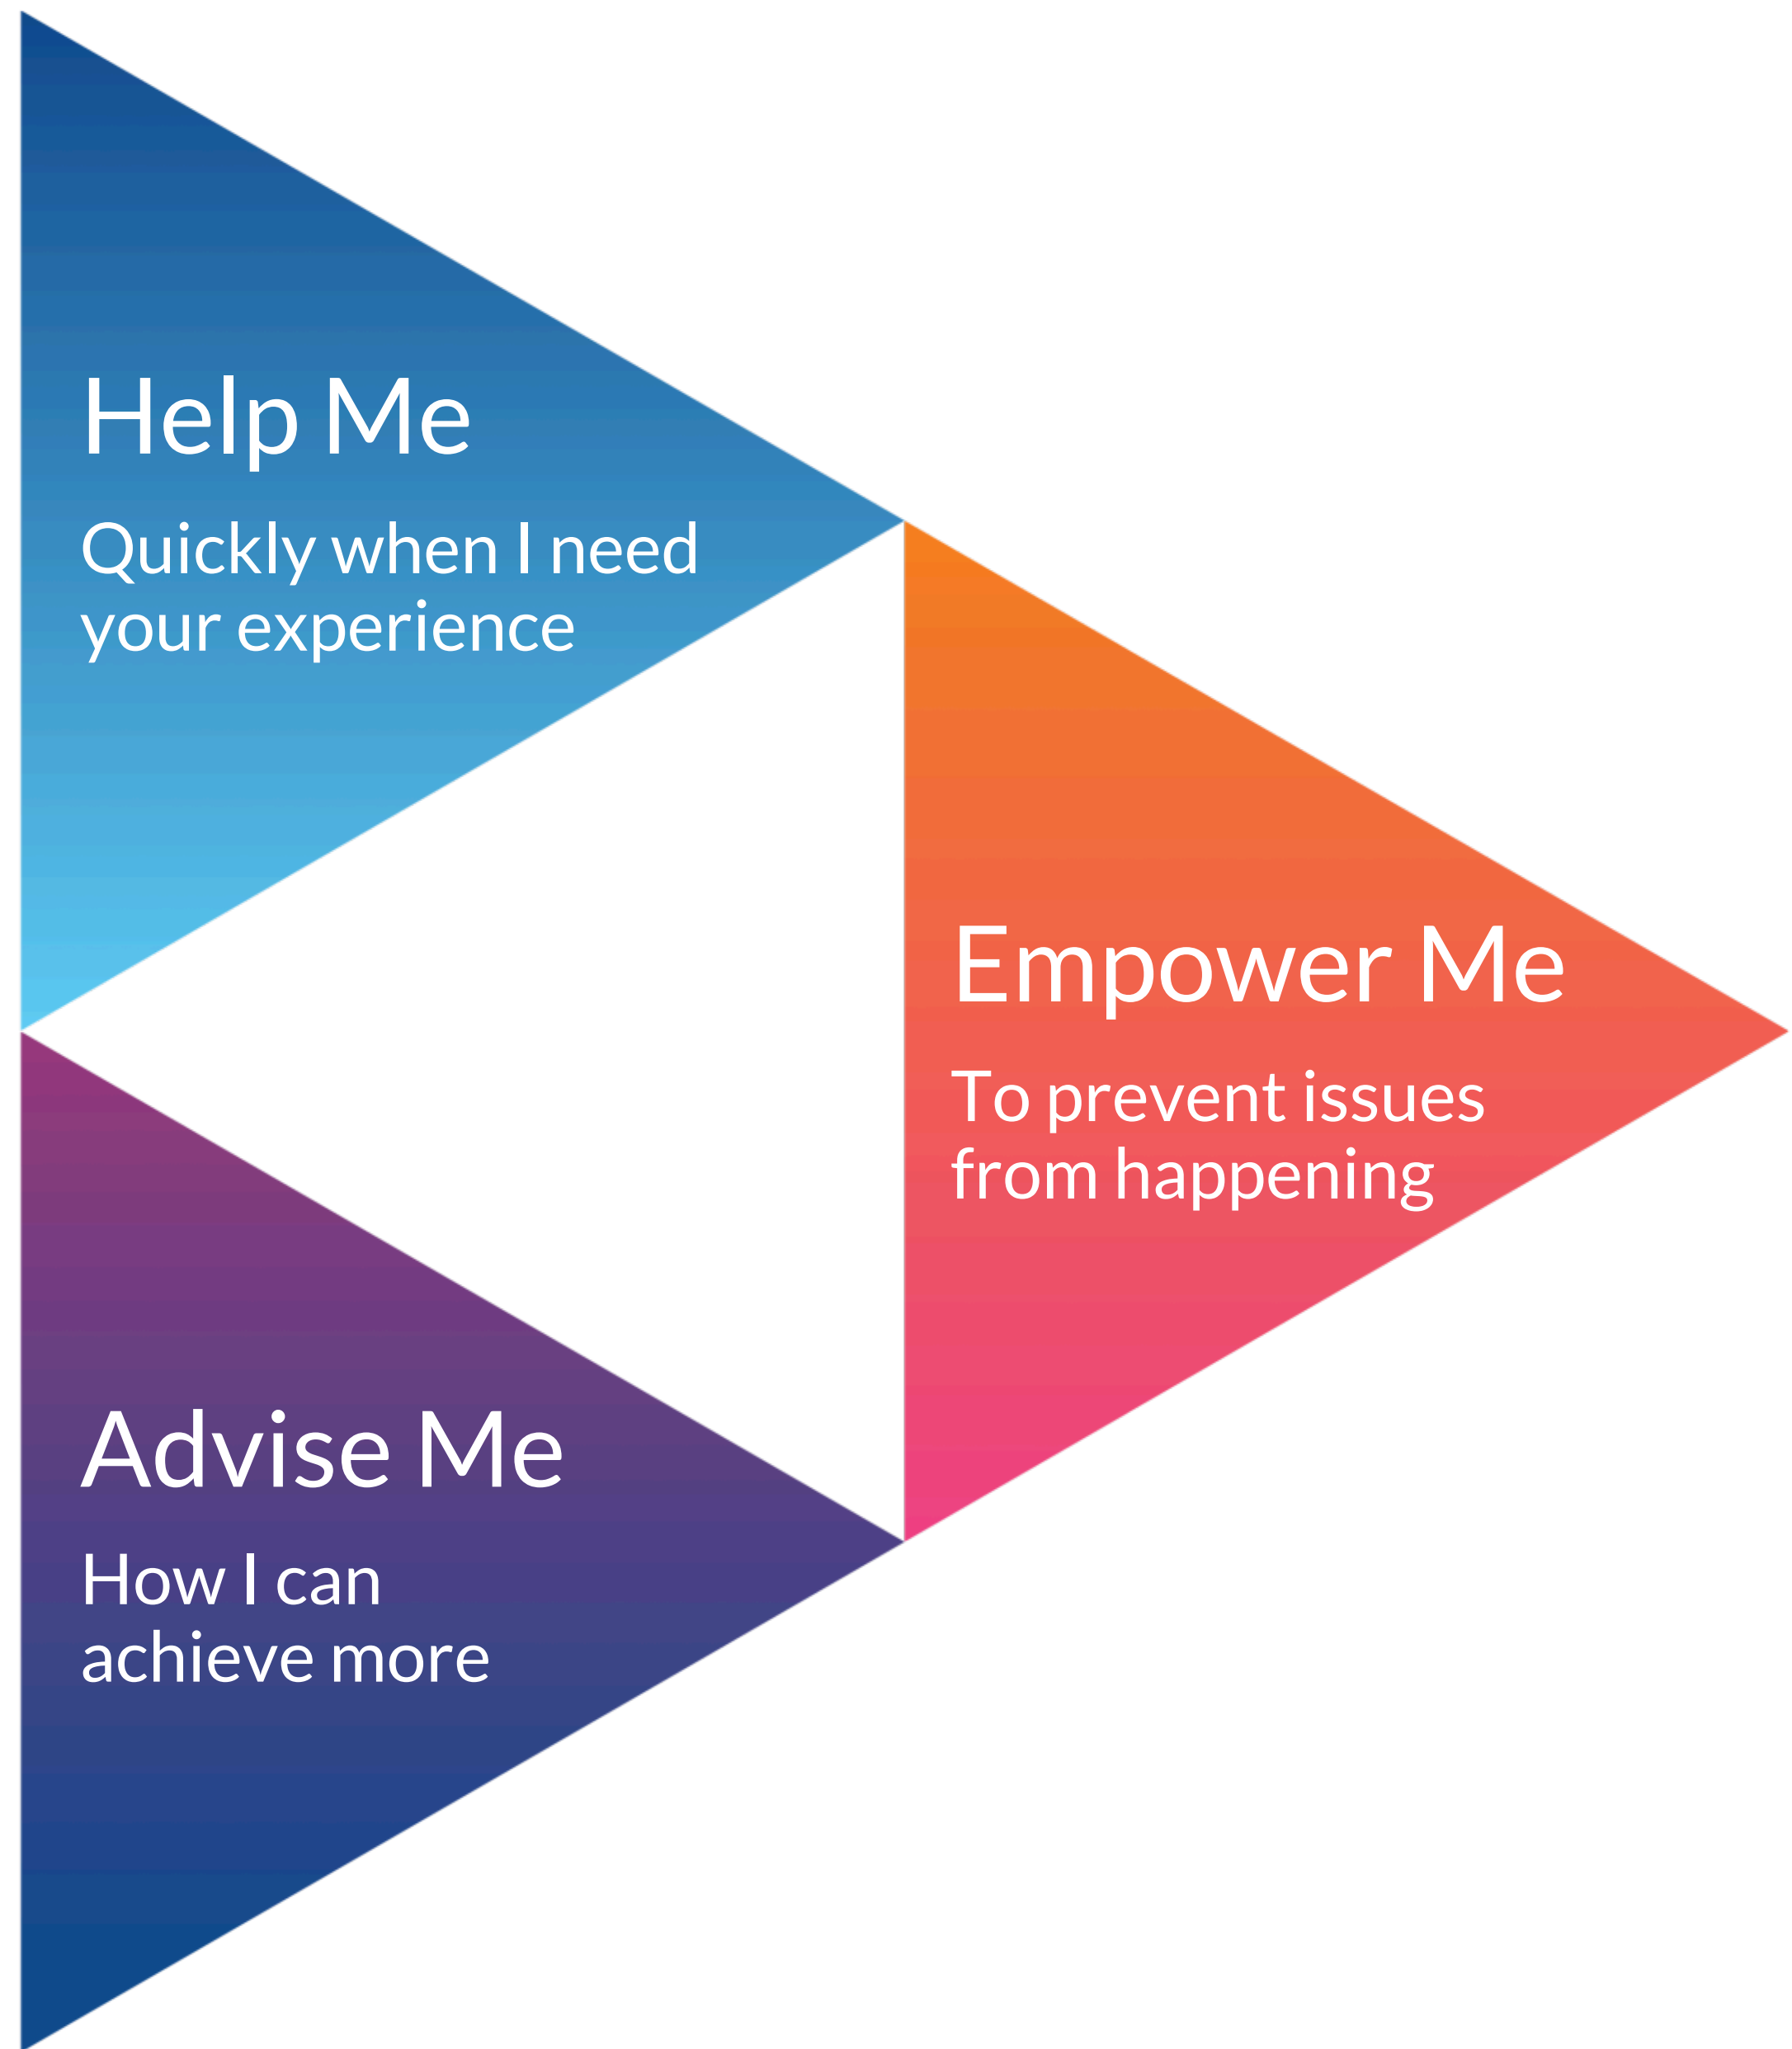 Help Me
Quickly when I need
your experience
Empower Me
To prevent issues
from happening
Advise Me
How I can
achieve more